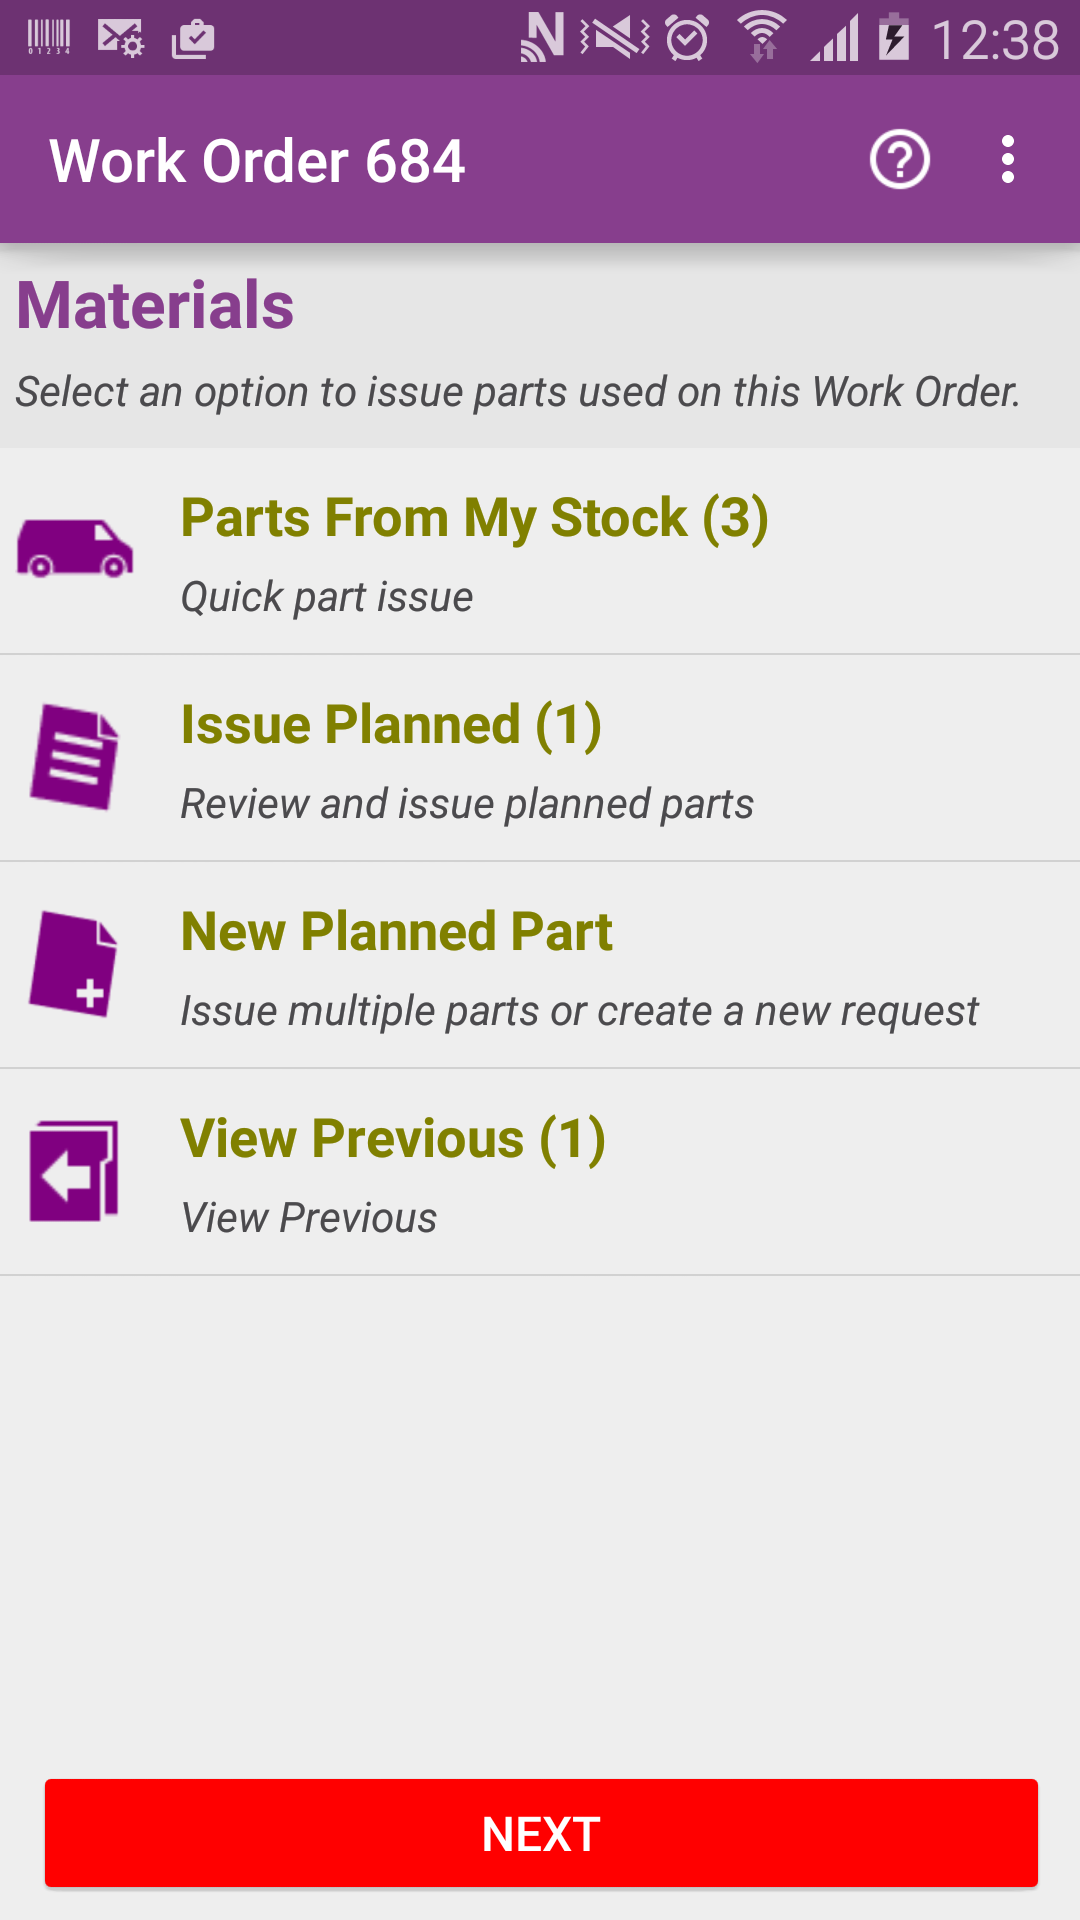 12:38
Work Order 684
Materials
Select an option to issue parts used on this Work Order.
Parts From My Stock (3)
Quick part issue
Issue Planned (1)
Review and issue planned parts
New Planned Part
Issue multiple parts or create a new request
View Previous (1)
View Previous
NEXT